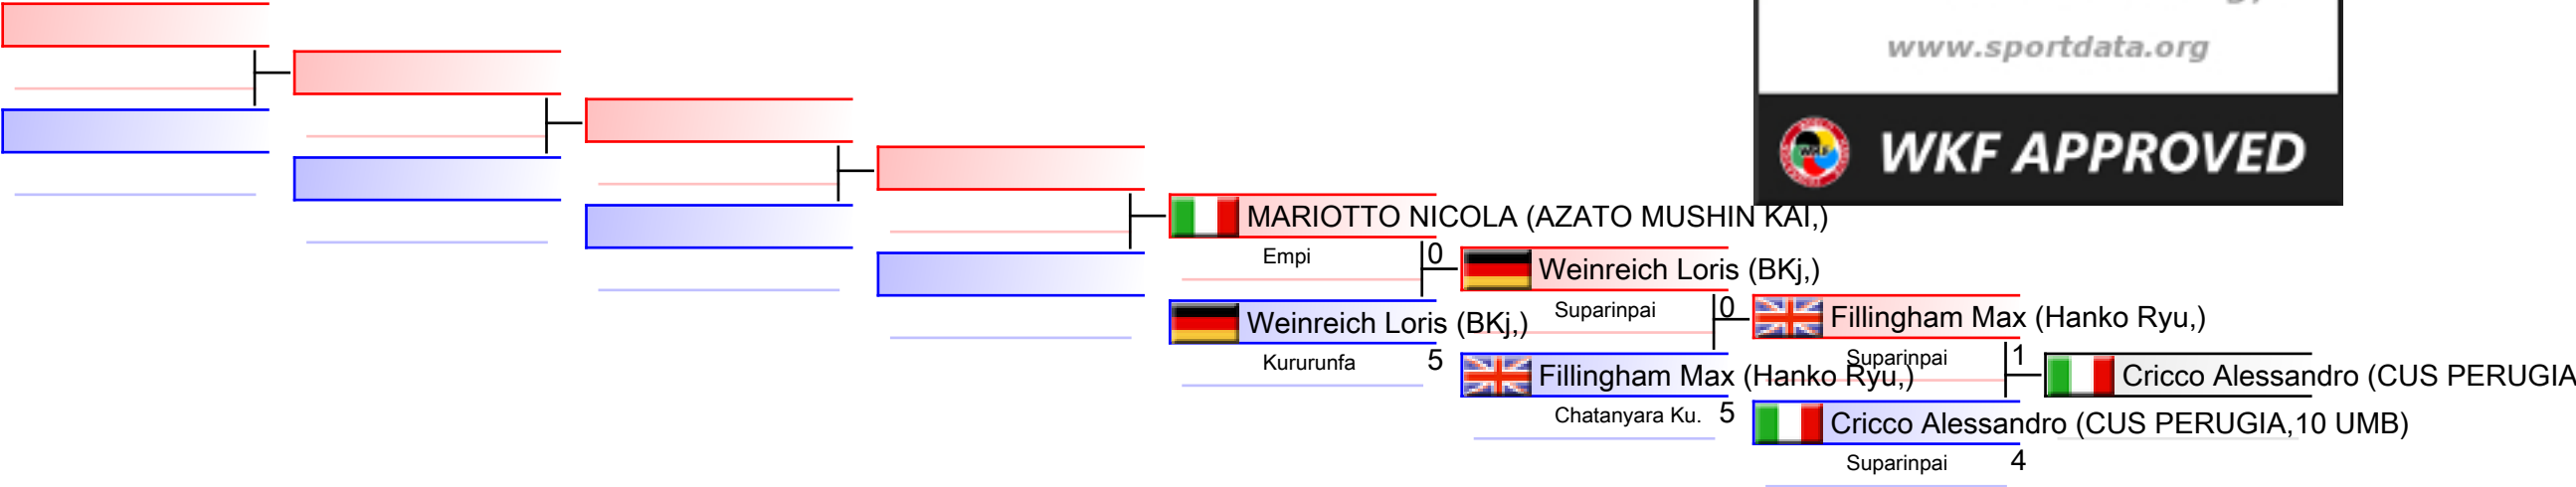 www.sportdata.org
WKF APPROVED
MARIOTTO NICOLA (AZATO MUSHIN KAI,)
Empi
0
Weinreich Loris (BKj,)
Suparinpai
0
Weinreich Loris (BKj,)
Kururunfa
5
Fillingham Max (Hanko Ryu,)
Suparinpai
1
Fillingham Max (Hanko Ryu,)
Chatanyara Ku.
5
Cricco Alessandro (CUS PERUGIA
Cricco Alessandro (CUS PERUGIA,10 UMB)
Suparinpai
4